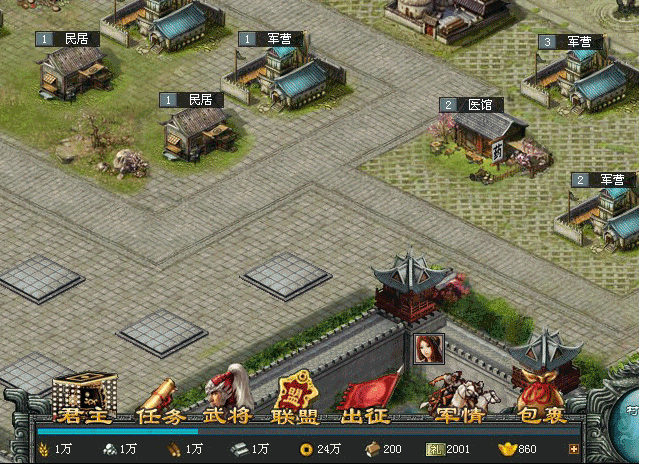 1 民居
1 军营
3 军营
1 民居
2 医馆
药
2 军营
盟
君主 任务 武将 联盟 出征 军情 包裹
1万 1万 1万 1万 24万 200 礼 2001 860